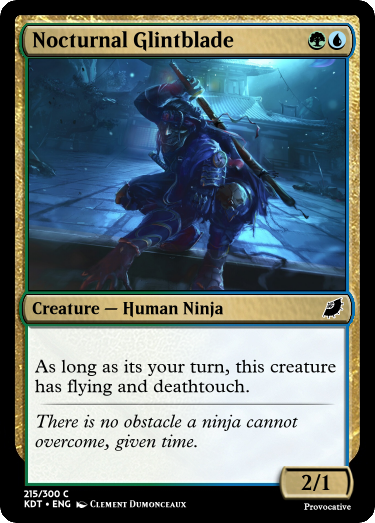 Nocturnal Glintblade
Creature — Human Ninja
As long as its your turn, this creature
has flying and deathtouch.
There is no obstacle a ninja cannot
overcome, given time.
2/1
215/300 C
KDT • ENG Clement Dumonceaux
Provocative